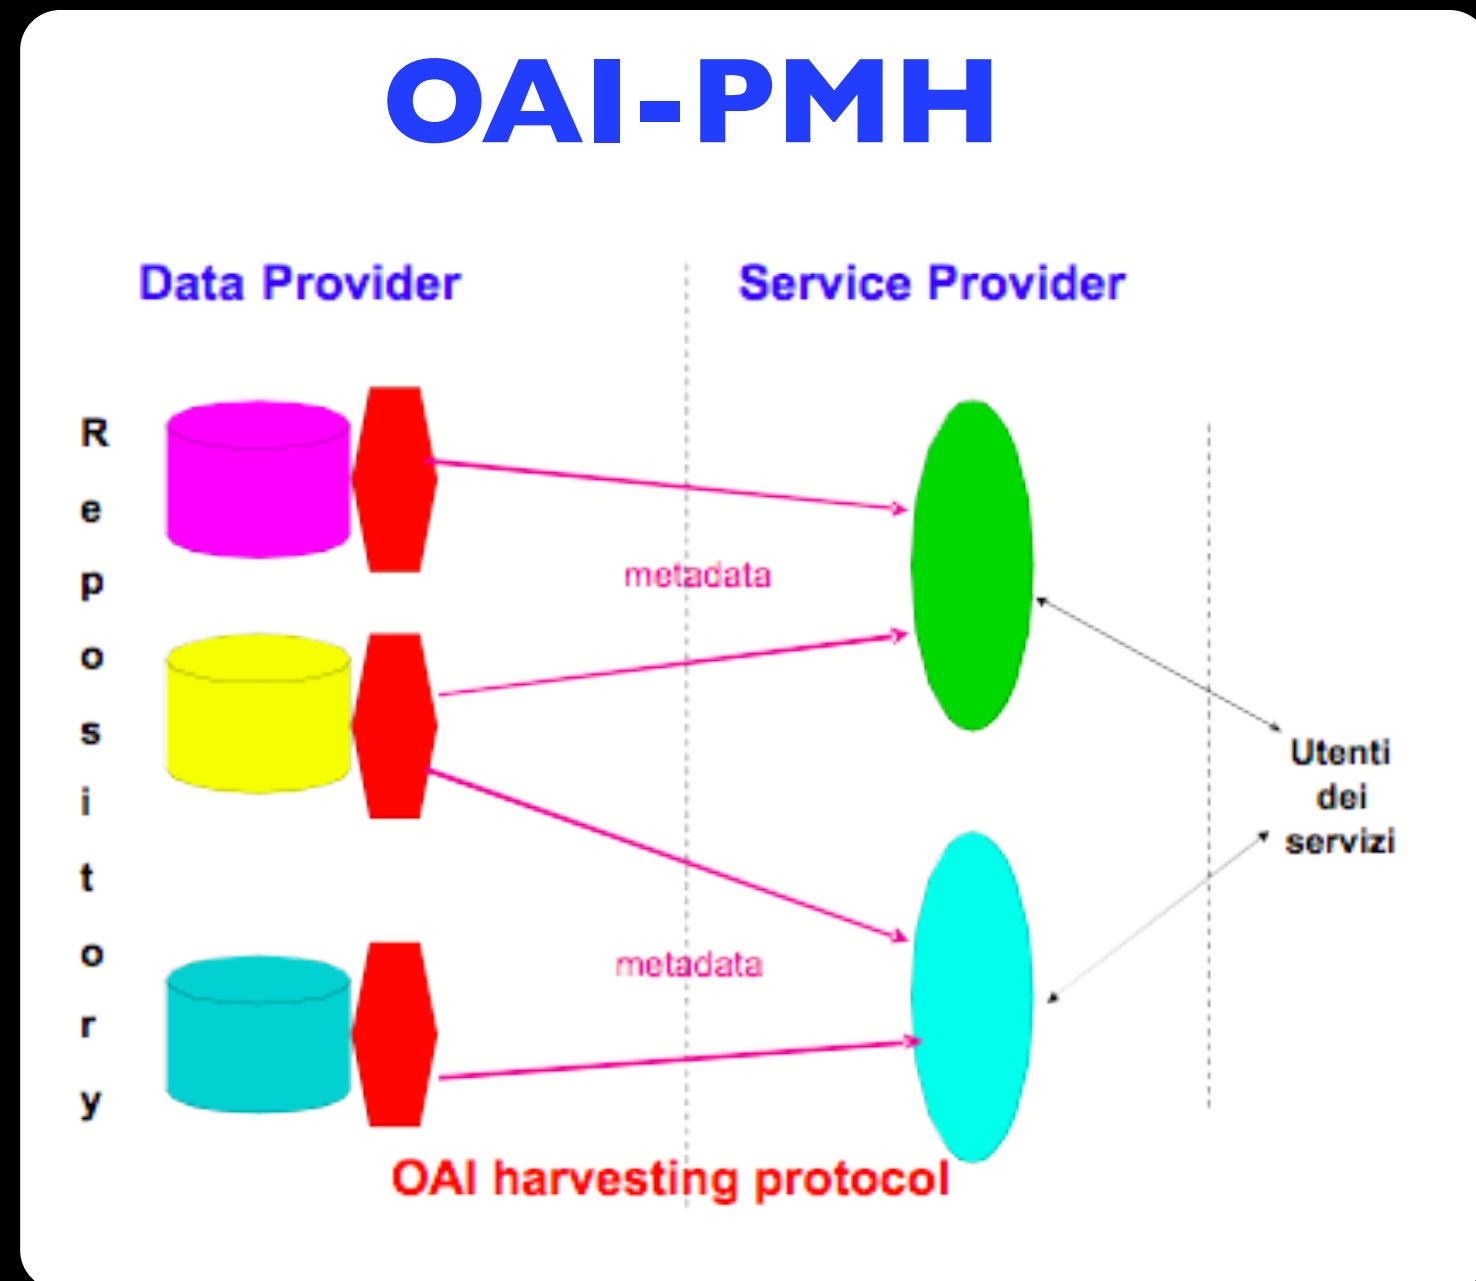 OAI-PMH
Data Provider
Service Provider
R
e
p
o
s
i
t
o
r
y
metadata
metadata
Utenti
dei
servizi
OAI harvesting protocol